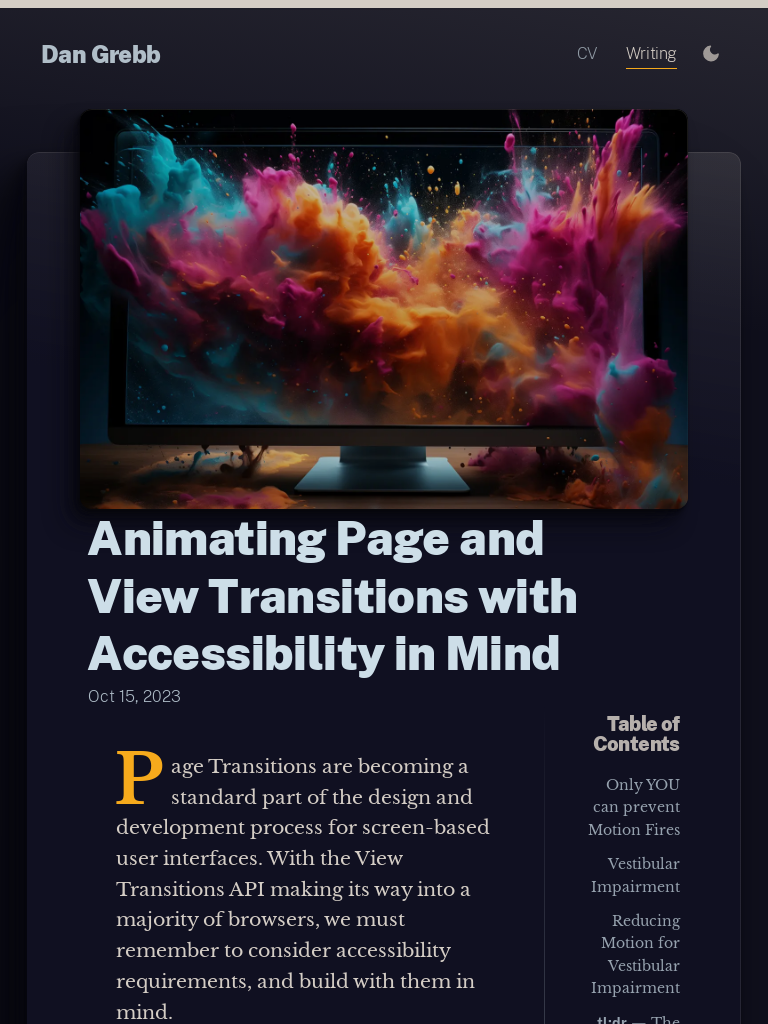 Dan Grebb
CV
Writing
Animating Page and
View Transitions with
Accessibility in Mind
Oct 15, 2023
Page Transitions are becoming a
standard part of the design and
development process for screen-based
user interfaces. With the View
Transitions API making its way into a
majority of browsers, we must
remember to consider accessibility
requirements, and build with them in
mind.
Table of
Contents
Only YOU
can prevent
Motion Fires
Vestibular
Impairment
Reducing
Motion for
Vestibular
Impairment
tl;dr — The